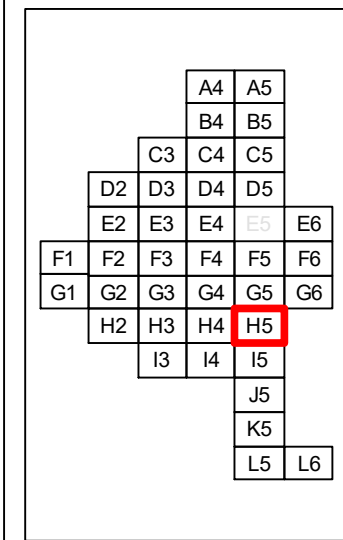 A4 A5
B4 B5
C3 C4 C5
D2 D3 D4 D5
E2 E3 E4 E5 E6
F1 F2 F3 F4 F5 F6
G1 G2 G3 G4 G5 G6
H2 H3 H4 H5
I3 I4 I5
J5
K5
L5 L6